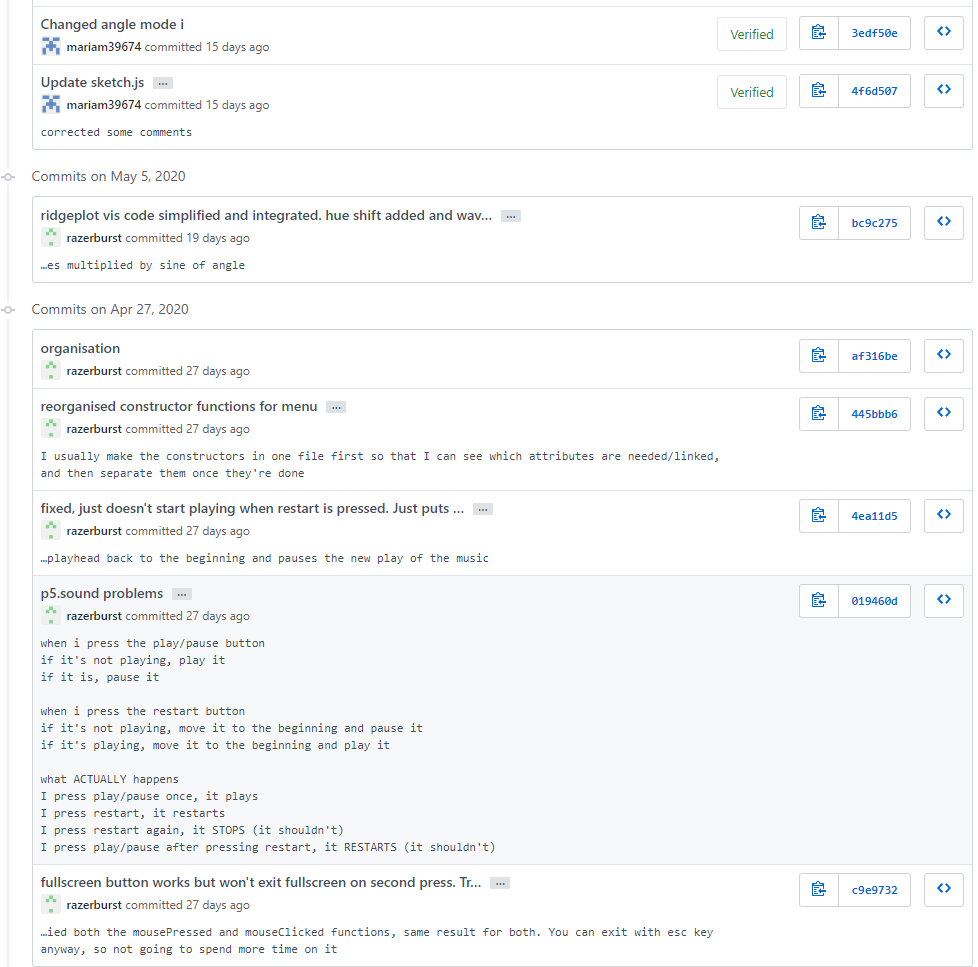 Changed angle mode i
mariam39674 committed 15 days ago
Verified
3edf50e
Update sketch.js ...
mariam39674 committed 15 days ago
Verified
4f6d507
corrected some comments
Commits on May 5, 2020
ridgeplot vis code simplified and integrated. hue shift added and wav... ...
razerburst committed 19 days ago
bc9c275
…es multiplied by sine of angle
Commits on Apr 27, 2020
organisation
razerburst committed 27 days ago
af316be
reorganised constructor functions for menu ...
razerburst committed 27 days ago
445bbb6
I usually make the constructors in one file first so that I can see which attributes are needed/linked,
and then separate them once they're done
fixed, just doesn't start playing when restart is pressed. Just puts ... ...
razerburst committed 27 days ago
4ea11d5
…playhead back to the beginning and pauses the new play of the music
p5.sound problems ...
razerburst committed 27 days ago
019460d
when i press the play/pause button
if it's not playing, play it
if it is, pause it
when i press the restart button
if it's not playing, move it to the beginning and pause it
if it's playing, move it to the beginning and play it
what ACTUALLY happens
I press play/pause once, it plays
I press restart, it restarts
I press restart again, it STOPS (it shouldn't)
I press play/pause after pressing restart, it RESTARTS (it shouldn't)
fullscreen button works but won't exit fullscreen on second press. Tr... ...
razerburst committed 27 days ago
c9e9732
…ied both the mousePressed and mouseClicked functions, same result for both. You can exit with esc key
anyway, so not going to spend more time on it